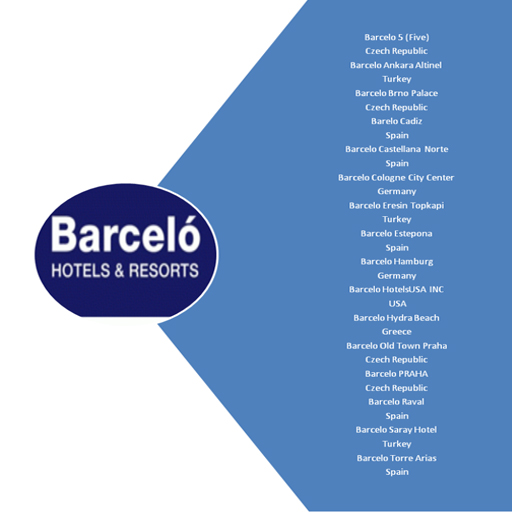 Barceló
HOTELS & RESORTS
Barcelo 5 (Five)
Czech Republic
Barcelo Ankara Altinel
Turkey
Barcelo Brno Palace
Czech Republic
Barelo Cadiz
Spain
Barcelo Castellana Norte
Spain
Barcelo Cologne City Center
Germany
Barcelo Eresin Topkapi
Turkey
Barcelo Estepona
Spain
Barcelo Hamburg
Germany
Barcelo HotelsUSA INC
USA
Barcelo Hydra Beach
Greece
Barcelo Old Town Praha
Czech Republic
Barcelo PRAHA
Czech Republic
Barcelo Raval
Spain
Barcelo Saray Hotel
Turkey
Barcelo Torre Arias
Spain